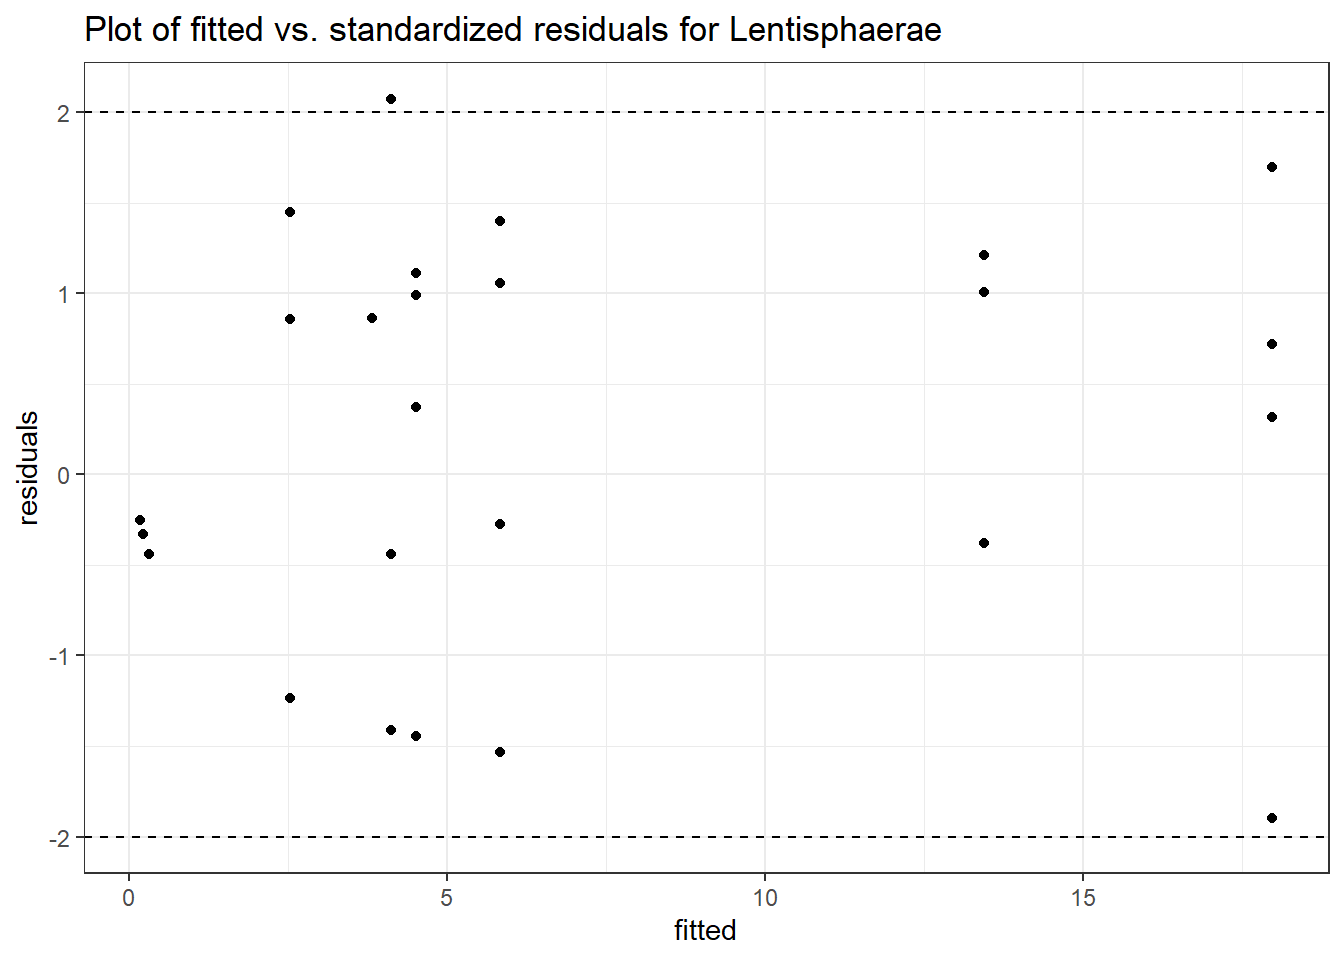 Plot of fitted vs. standardized residuals for Lentisphaerae
2
1
0
-1
-2
residuals
0 5 10 15
fitted